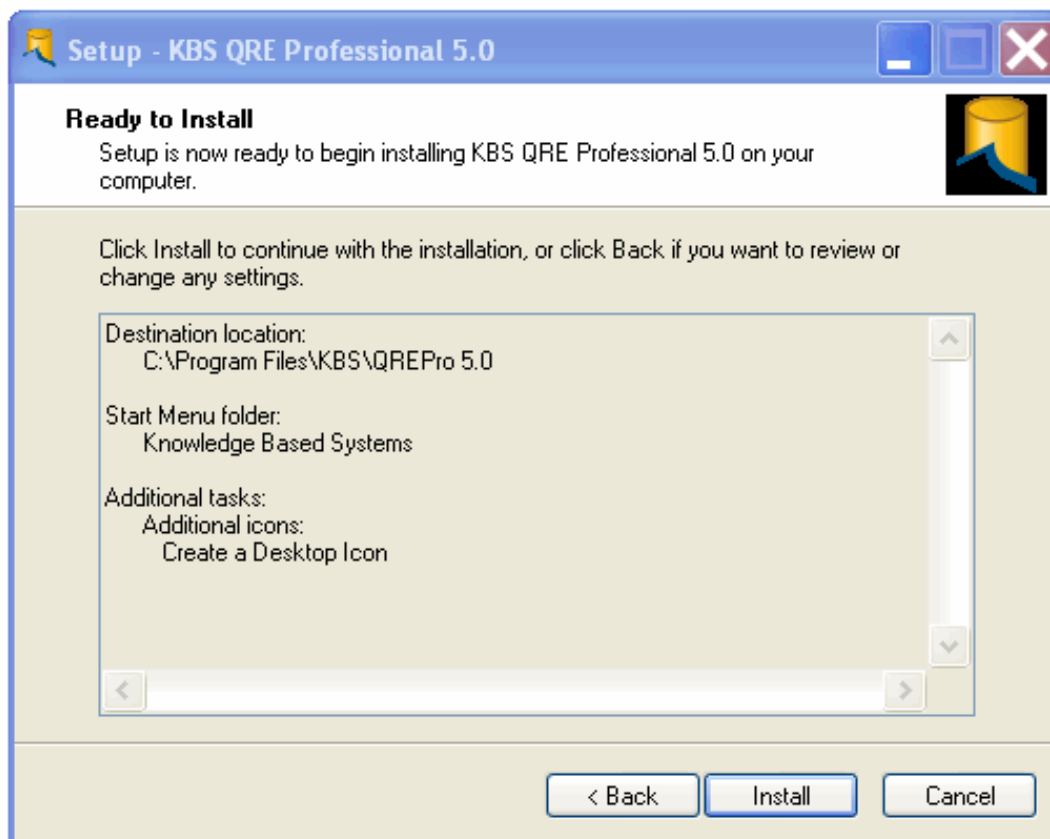 Setup - KBS QRE Professional 5.0
Ready to Install
Setup is now ready to begin installing KBS QRE Professional 5.0 on your
computer.
Click Install to continue with the installation, or click Back if you want to review or
change any settings.
Destination location:
C:\Program Files\KBS\QREPro 5.0
Start Menu folder:
Knowledge Based Systems
Additional tasks:
Additional icons:
Create a Desktop Icon
< Back Install Cancel